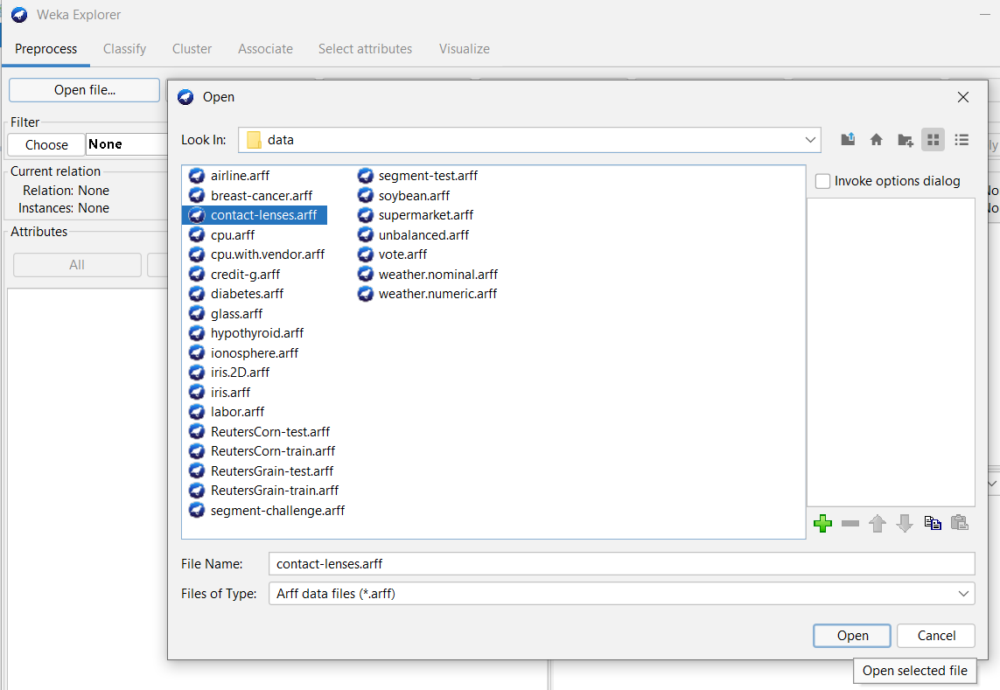 Weka Explorer
Preprocess Classify Cluster Associate Select attributes Visualize
Open file...
Filter
Choose None
Current relation
Relation: None
Instances: None
Attributes
All
Open
Look In: data
airline.arff
breast-cancer.arff
contact-lenses.arff
cpu.arff
cpu.with.vendor.arff
credit-g.arff
diabetes.arff
glass.arff
hypothyroid.arff
ionosphere.arff
iris.2D.arff
iris.arff
labor.arff
ReutersCorn-test.arff
ReutersCorn-train.arff
ReutersGrain-test.arff
ReutersGrain-train.arff
segment-challenge.arff
segment-test.arff
soybean.arff
supermarket.arff
unbalanced.arff
vote.arff
weather.nominal.arff
weather.numeric.arff
Invoke options dialog
File Name: contact-lenses.arff
Files of Type: Arff data files (*.arff)
Open Cancel
Open selected file